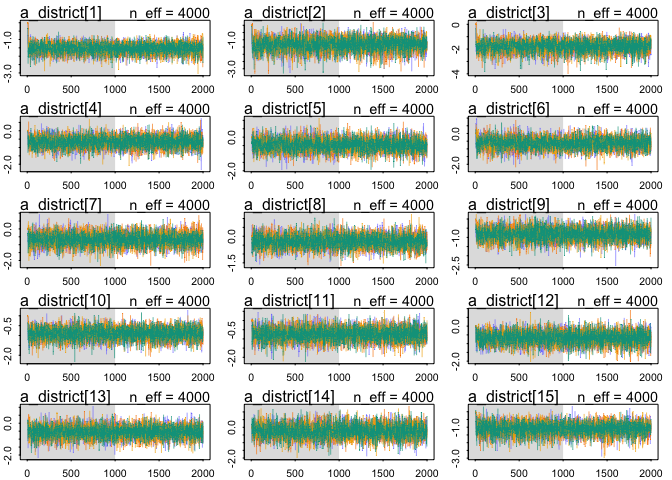 a_district[1] n_eff = 4000 a_district[2] n_eff = 4000 a_district[3] n_eff = 4000
-1.0 -3.0 -1.0 -3.0 0 -2 -4
0 500 1000 1500 2000 0 500 1000 1500 2000 0 500 1000 1500 2000
a_district[4] n_eff = 4000 a_district[5] n_eff = 4000 a_district[6] n_eff = 4000
0.0 -2.0 0.0 -2.0 0.0 -2.0
0 500 1000 1500 2000 0 500 1000 1500 2000 0 500 1000 1500 2000
a_district[7] n_eff = 4000 a_district[8] n_eff = 4000 a_district[9] n_eff = 4000
0.0 -2.0 0.0 -1.5 -1.0 -2.5
0 500 1000 1500 2000 0 500 1000 1500 2000 0 500 1000 1500 2000
a_district[10] n_eff = 4000 a_district[11] n_eff = 4000 a_district[12] n_eff = 4000
-0.5 -2.0 -0.5 -2.0 0.0 -2.0
0 500 1000 1500 2000 0 500 1000 1500 2000 0 500 1000 1500 2000
a_district[13] n_eff = 4000 a_district[14] n_eff = 4000 a_district[15] n_eff = 4000
0.0 -2.0 0.0 -2.0 -1.0 -3.0
0 500 1000 1500 2000 0 500 1000 1500 2000 0 500 1000 1500 2000